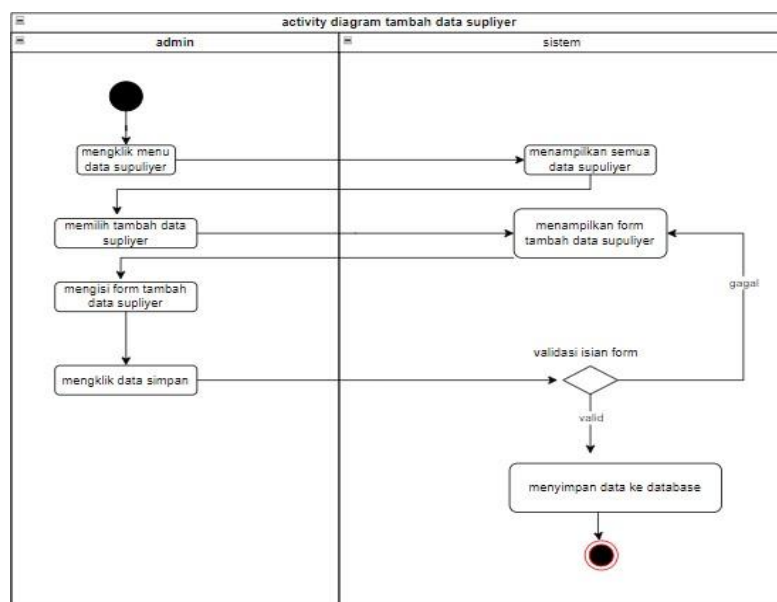 activity diagram tambah data supliyer
admin
sistem
mengklik menu
data supuliyer
menampilkan semua
data supuliyer
memilih tambah data
supliyer
menampilkan form
tambah data supuliyer
mengisi form tambah
data supliyer
gagal
validasi isian form
mengklik data simpan
valid
menyimpan data ke database